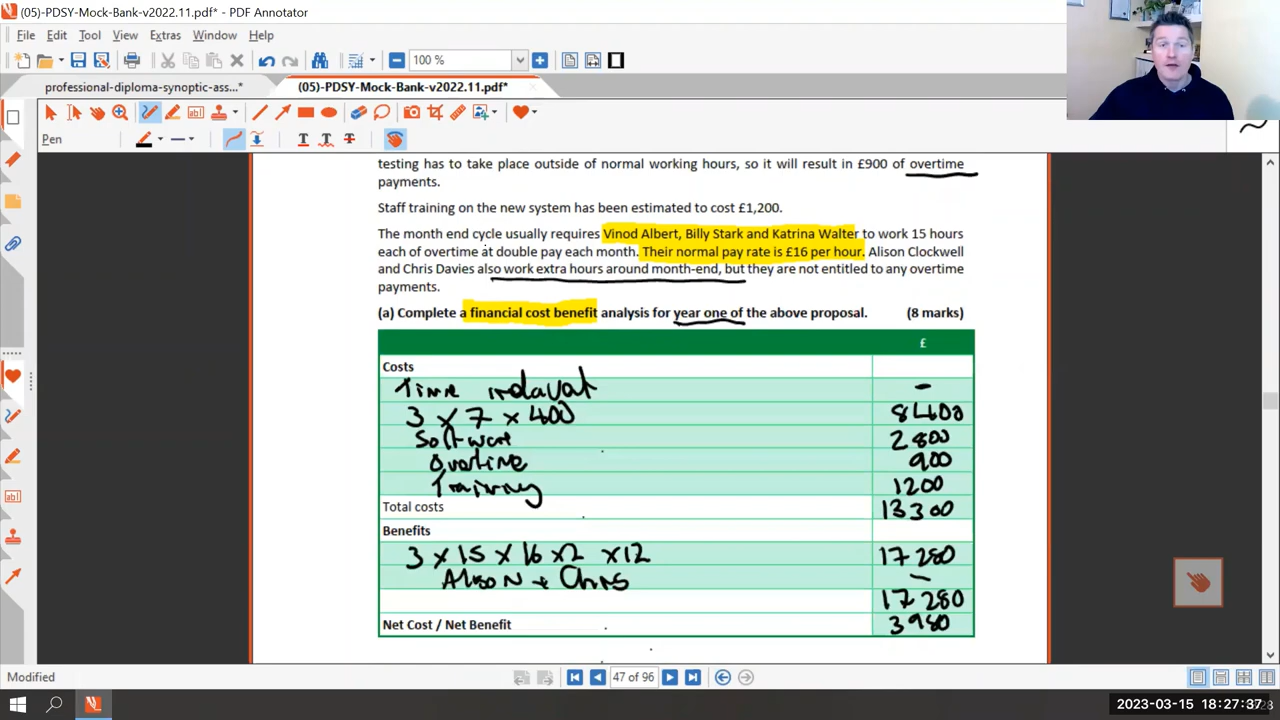 (05)-PDSY-Mock-Bank-v2022.11.pdf* - PDF Annotator
File Edit Tool View Extras Window Help
100 %
professional-diploma-synoptic-ass...* (05)-PDSY-Mock-Bank-v2022.11.pdf*
Pen
testing has to take place outside of normal working hours, so it will result in £900 of overtime
payments.
Staff training on the new system has been estimated to cost £1,200.
The month end cycle usually requires Vinod Albert, Billy Stark and Katrina Walter to work 15 hours
each of overtime at double pay each month. Their normal pay rate is £16 per hour. Alison Clockwell
and Chris Davies also work extra hours around month-end, but they are not entitled to any overtime
payments.
(a) Complete a financial cost benefit analysis for year one of the above proposal. (8 marks)
£
Costs
Time -
3 x 7 x 400 8400
Software 2800
Overtime 900
Training 1200
Total costs 13300
Benefits
3 x 15 x 16 x2 x12 17280
Alison + Chris -
17280
Net Cost / Net Benefit 3980
Modified 47 of 96
2023-03-15 18:27:37